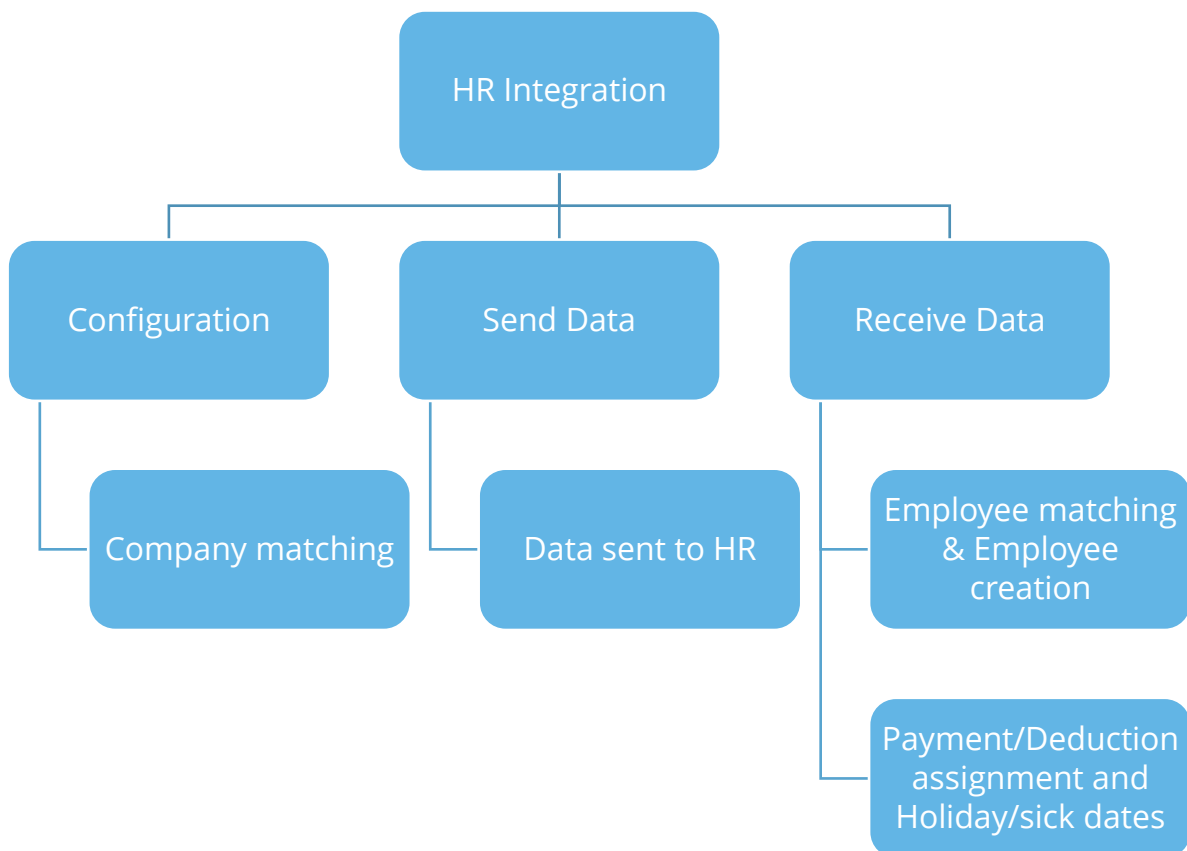 HR Integration
Configuration
Send Data
Receive Data
Company matching
Data sent to HR
Employee matching
& Employee
creation
Payment/Deduction
assignment and
Holiday/sick dates